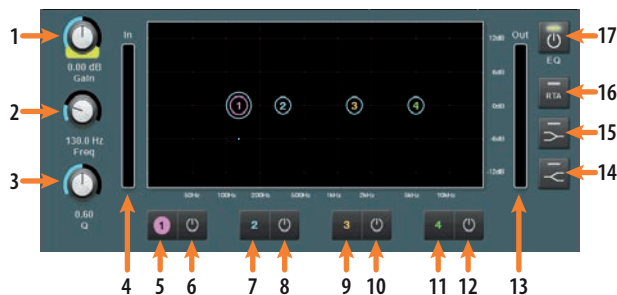 1
In
Out
17
12dB
0.00 dB
Gain
EQ
6dB
2
1 2 3 4
0dB
RTA
16
130.0 Hz
Freq
-6dB
15
3
-12dB
14
50Hz 100Hz 200Hz 500Hz 1kHz 2kHz 5kHz 10kHz
0.60
Q
1 2 3 4
4 5 6 7 8 9 10 11 12 13